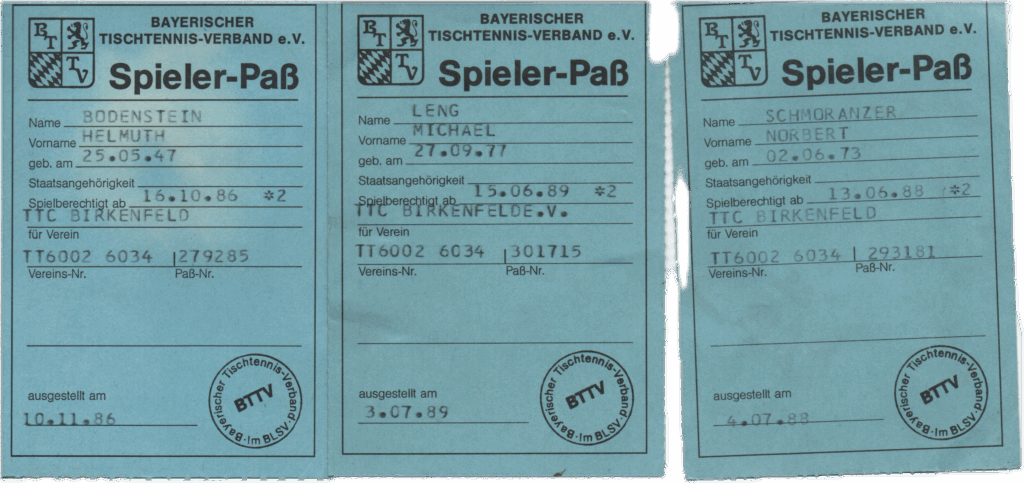 BT
TV
BAYERISCHER
TISCHTENNIS-VERBAND e.V.
Spieler-Paß
Name BODENSTEIN
Vorname HELMUTH
geb. am 25.05.47
Staatsangehörigkeit
Spielberechtigt ab 16.10.86 *2
TTC BIRKENFELD
für Verein
TT6002 6034 279285
Vereins-Nr. Paß-Nr.
ausgestellt am
10.11.86
Bayerischer Tischtennis-Verband · Im BLSV ·
BTTV
BT
TV
BAYERISCHER
TISCHTENNIS-VERBAND e.V.
Spieler-Paß
Name LENG
Vorname MICHAEL
geb. am 27.09.77
Staatsangehörigkeit
Spielberechtigt ab 15.06.89 *2
TTC BIRKENFELDE.V.
für Verein
TT6002 6034 301715
Vereins-Nr. Paß-Nr.
ausgestellt am
3.07.89
Bayerischer Tischtennis-Verband · Im BLSV ·
BTTV
BT
TV
BAYERISCHER
TISCHTENNIS-VERBAND e.V.
Spieler-Paß
Name SCHMORANZER
Vorname NORBERT
geb. am 02.06.73
Staatsangehörigkeit
Spielberechtigt ab 13.06.88 *2
TTC BIRKENFELD
für Verein
TT6002 6034 293181
Vereins-Nr. Paß-Nr.
ausgestellt am
4.07.88
Bayerischer Tischtennis-Verband · Im BLSV ·
BTTV